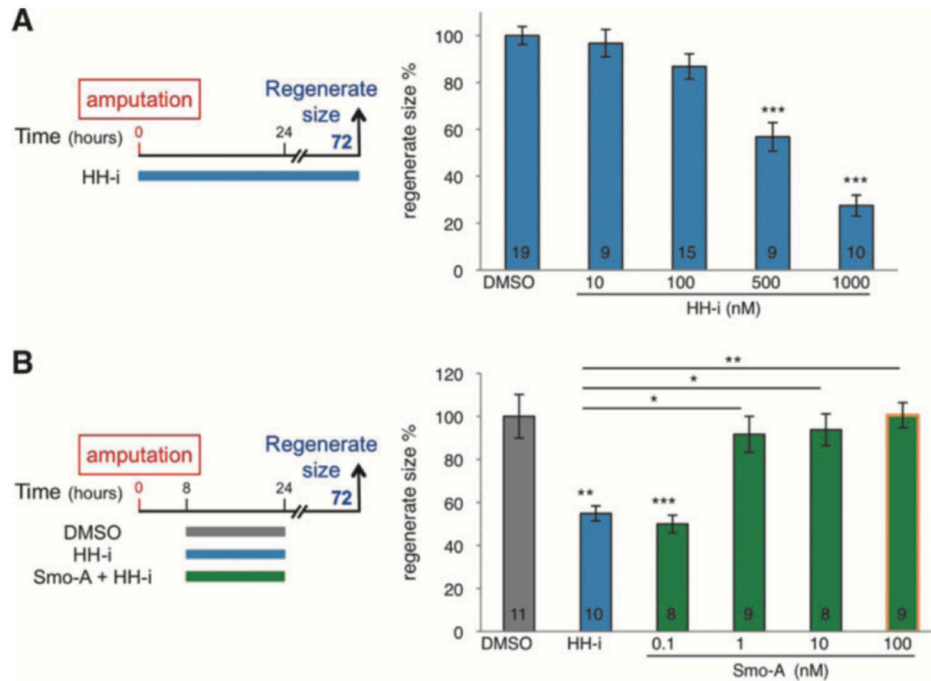 A
amputation
Regenerate
size
Time (hours)
0
24
72
HH-i
regenerate size %
100
80
60
40
20
0
***
***
19
9
15
9
10
DMSO
10
100
500
1000
HH-i (nM)
B
amputation
Regenerate
size
Time (hours)
0
8
24
72
DMSO
HH-i
Smo-A + HH-i
regenerate size %
120
100
80
60
40
20
0
**
*
*
**
***
11
10
8
9
8
9
DMSO
HH-i
0.1
1
10
100
Smo-A (nM)